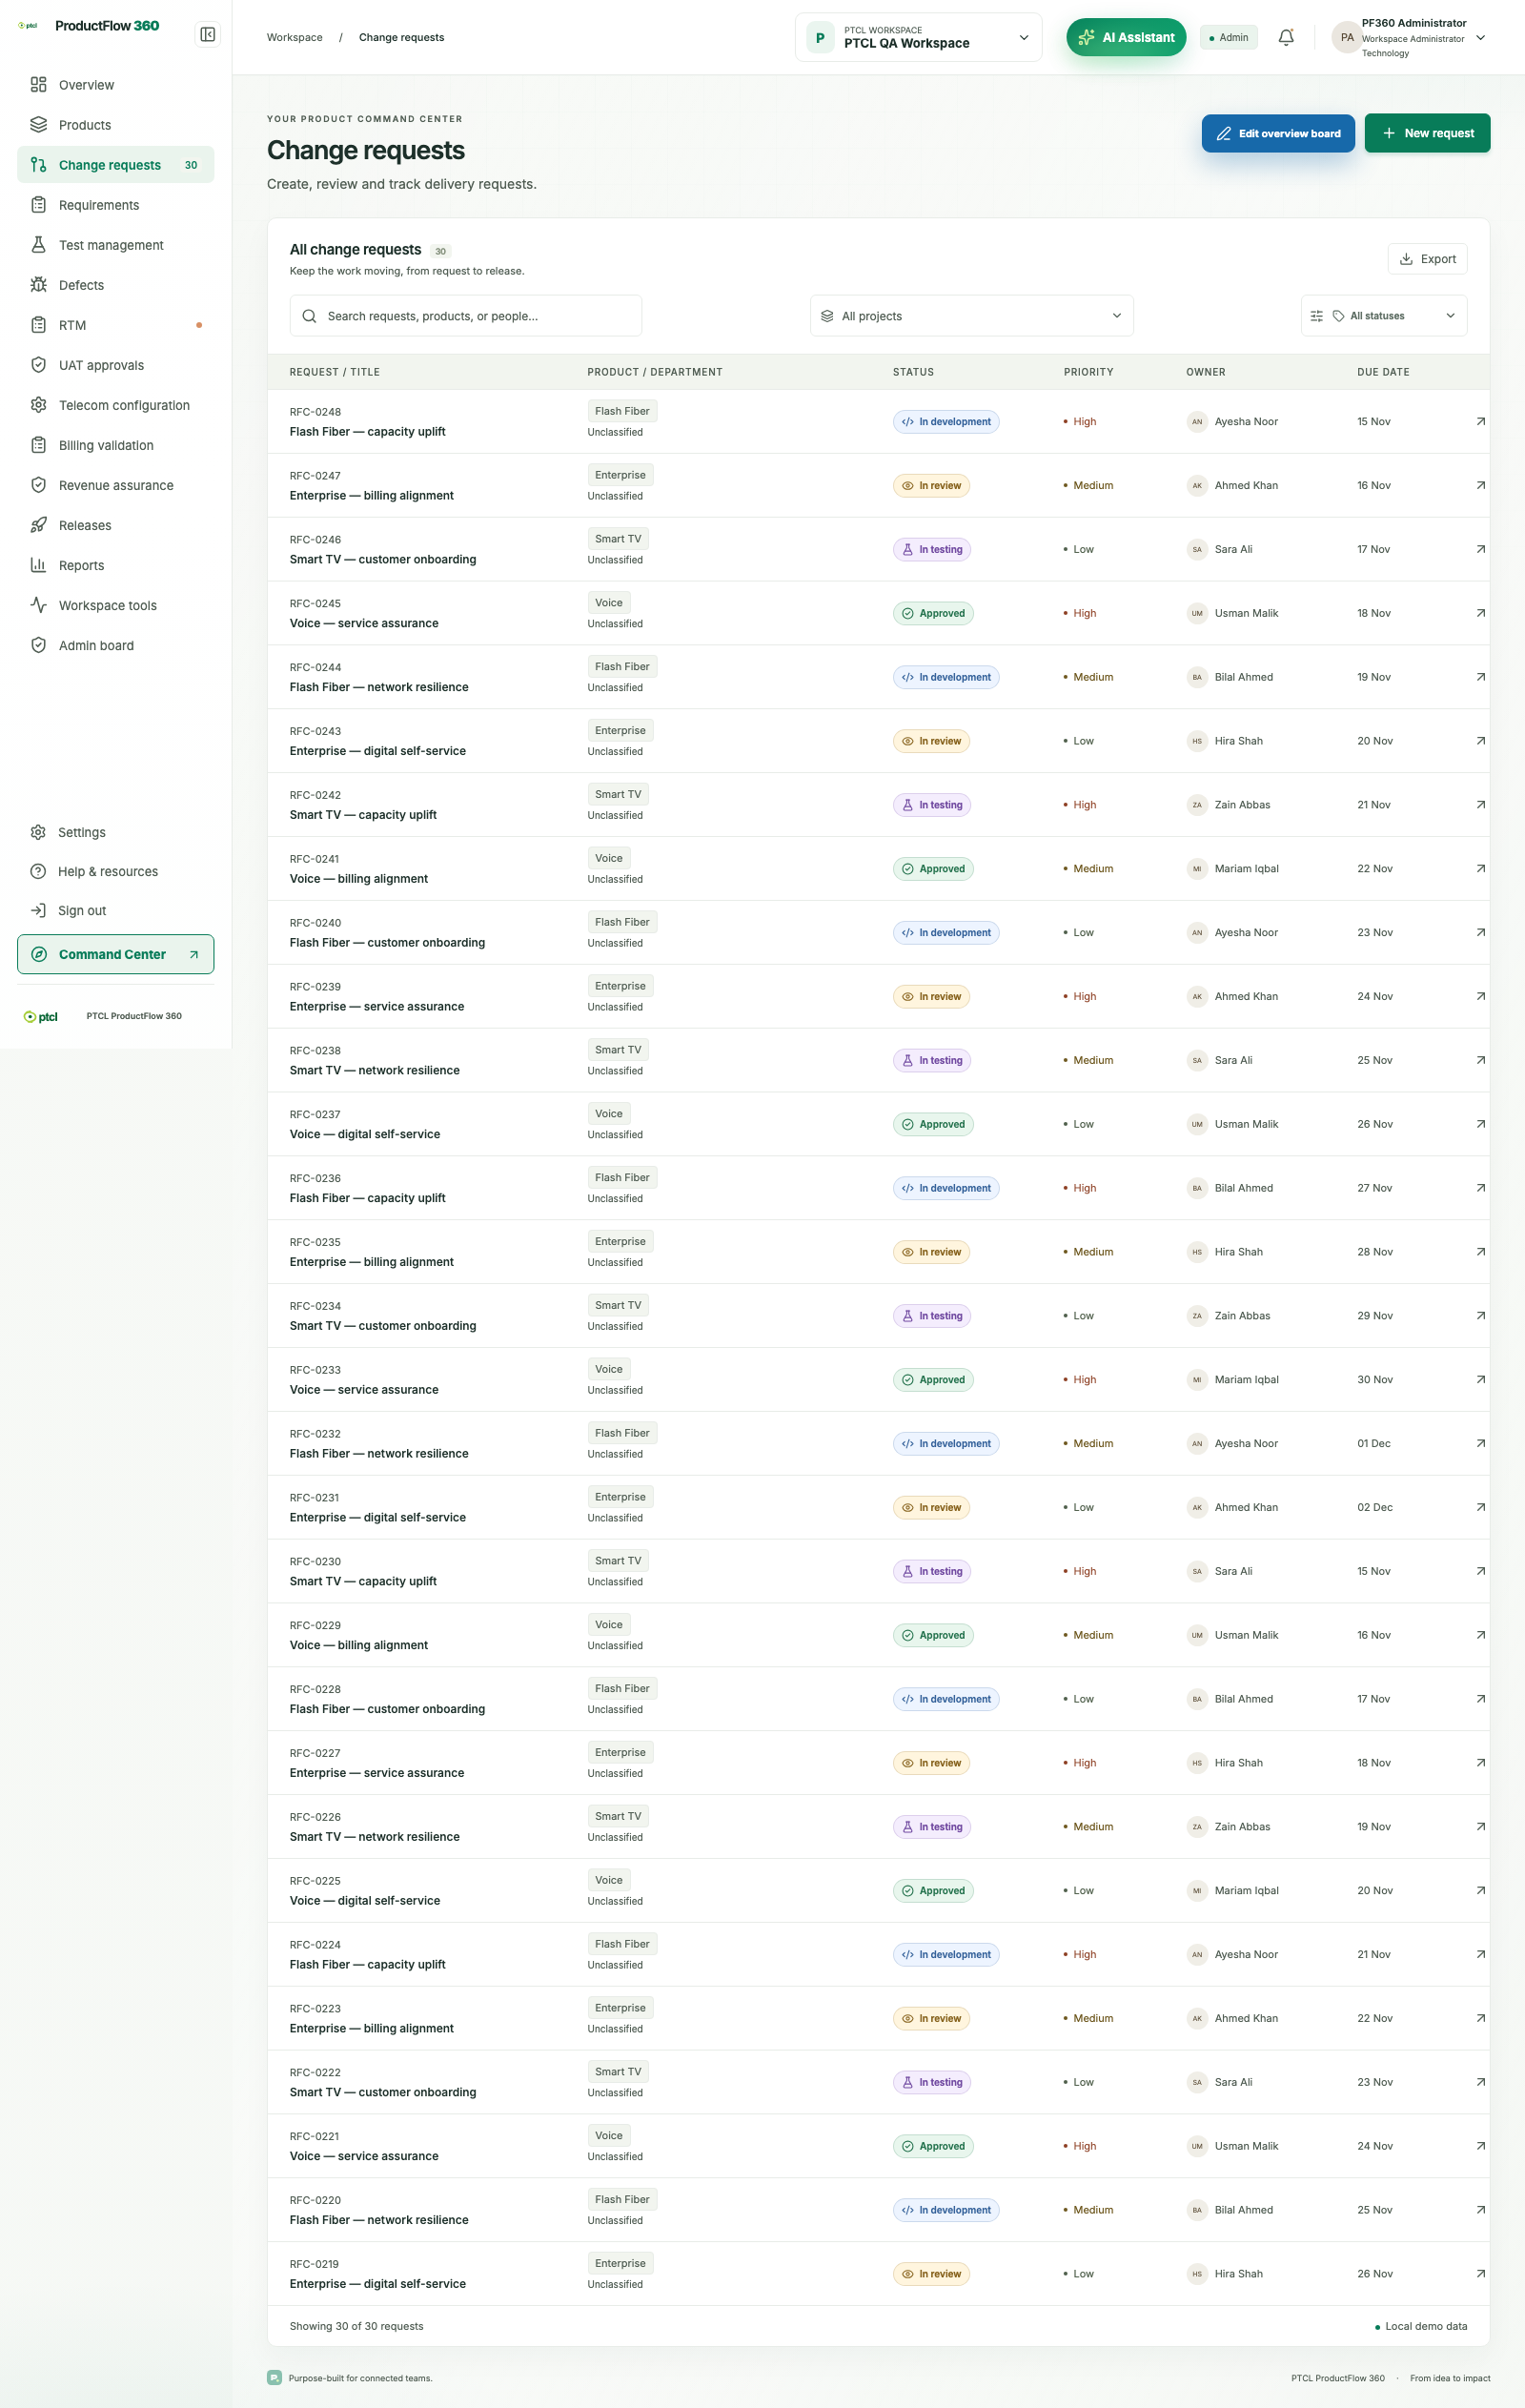 ptcl
ProductFlow 360
Overview
Products
Change requests 30
Requirements
Test management
Defects
RTM
UAT approvals
Telecom configuration
Billing validation
Revenue assurance
Releases
Reports
Workspace tools
Admin board
Settings
Help & resources
Sign out
Command Center
ptcl PTCL ProductFlow 360
Workspace / Change requests
P
PTCL WORKSPACE
PTCL QA Workspace
AI Assistant
Admin
PA
PF360 Administrator
Workspace Administrator
Technology
YOUR PRODUCT COMMAND CENTER
Change requests
Create, review and track delivery requests.
Edit overview board
New request
All change requests 30
Keep the work moving, from request to release.
Export
Search requests, products, or people...
All projects
All statuses
REQUEST / TITLE PRODUCT / DEPARTMENT STATUS PRIORITY OWNER DUE DATE
RFC-0248 Flash Fiber
Flash Fiber — capacity uplift Unclassified In development High AN Ayesha Noor 15 Nov
RFC-0247 Enterprise
Enterprise — billing alignment Unclassified In review Medium AK Ahmed Khan 16 Nov
RFC-0246 Smart TV
Smart TV — customer onboarding Unclassified In testing Low SA Sara Ali 17 Nov
RFC-0245 Voice
Voice — service assurance Unclassified Approved High UM Usman Malik 18 Nov
RFC-0244 Flash Fiber
Flash Fiber — network resilience Unclassified In development Medium BA Bilal Ahmed 19 Nov
RFC-0243 Enterprise
Enterprise — digital self-service Unclassified In review Low HS Hira Shah 20 Nov
RFC-0242 Smart TV
Smart TV — capacity uplift Unclassified In testing High ZA Zain Abbas 21 Nov
RFC-0241 Voice
Voice — billing alignment Unclassified Approved Medium MI Mariam Iqbal 22 Nov
RFC-0240 Flash Fiber
Flash Fiber — customer onboarding Unclassified In development Low AN Ayesha Noor 23 Nov
RFC-0239 Enterprise
Enterprise — service assurance Unclassified In review High AK Ahmed Khan 24 Nov
RFC-0238 Smart TV
Smart TV — network resilience Unclassified In testing Medium SA Sara Ali 25 Nov
RFC-0237 Voice
Voice — digital self-service Unclassified Approved Low UM Usman Malik 26 Nov
RFC-0236 Flash Fiber
Flash Fiber — capacity uplift Unclassified In development High BA Bilal Ahmed 27 Nov
RFC-0235 Enterprise
Enterprise — billing alignment Unclassified In review Medium HS Hira Shah 28 Nov
RFC-0234 Smart TV
Smart TV — customer onboarding Unclassified In testing Low ZA Zain Abbas 29 Nov
RFC-0233 Voice
Voice — service assurance Unclassified Approved High MI Mariam Iqbal 30 Nov
RFC-0232 Flash Fiber
Flash Fiber — network resilience Unclassified In development Medium AN Ayesha Noor 01 Dec
RFC-0231 Enterprise
Enterprise — digital self-service Unclassified In review Low AK Ahmed Khan 02 Dec
RFC-0230 Smart TV
Smart TV — capacity uplift Unclassified In testing High SA Sara Ali 15 Nov
RFC-0229 Voice
Voice — billing alignment Unclassified Approved Medium UM Usman Malik 16 Nov
RFC-0228 Flash Fiber
Flash Fiber — customer onboarding Unclassified In development Low BA Bilal Ahmed 17 Nov
RFC-0227 Enterprise
Enterprise — service assurance Unclassified In review High HS Hira Shah 18 Nov
RFC-0226 Smart TV
Smart TV — network resilience Unclassified In testing Medium ZA Zain Abbas 19 Nov
RFC-0225 Voice
Voice — digital self-service Unclassified Approved Low MI Mariam Iqbal 20 Nov
RFC-0224 Flash Fiber
Flash Fiber — capacity uplift Unclassified In development High AN Ayesha Noor 21 Nov
RFC-0223 Enterprise
Enterprise — billing alignment Unclassified In review Medium AK Ahmed Khan 22 Nov
RFC-0222 Smart TV
Smart TV — customer onboarding Unclassified In testing Low SA Sara Ali 23 Nov
RFC-0221 Voice
Voice — service assurance Unclassified Approved High UM Usman Malik 24 Nov
RFC-0220 Flash Fiber
Flash Fiber — network resilience Unclassified In development Medium BA Bilal Ahmed 25 Nov
RFC-0219 Enterprise
Enterprise — digital self-service Unclassified In review Low HS Hira Shah 26 Nov
Showing 30 of 30 requests Local demo data
P. Purpose-built for connected teams. PTCL ProductFlow 360 · From idea to impact